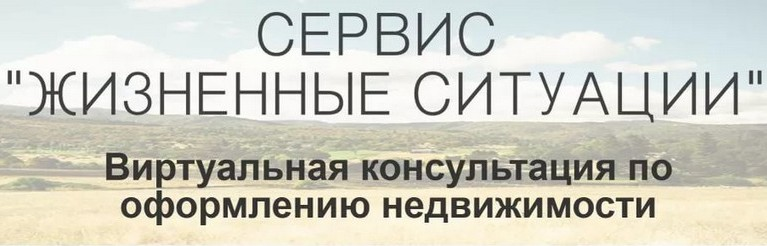 СЕРВИС
"ЖИЗНЕННЫЕ СИТУАЦИИ"
Виртуальная консультация по
оформлению недвижимости